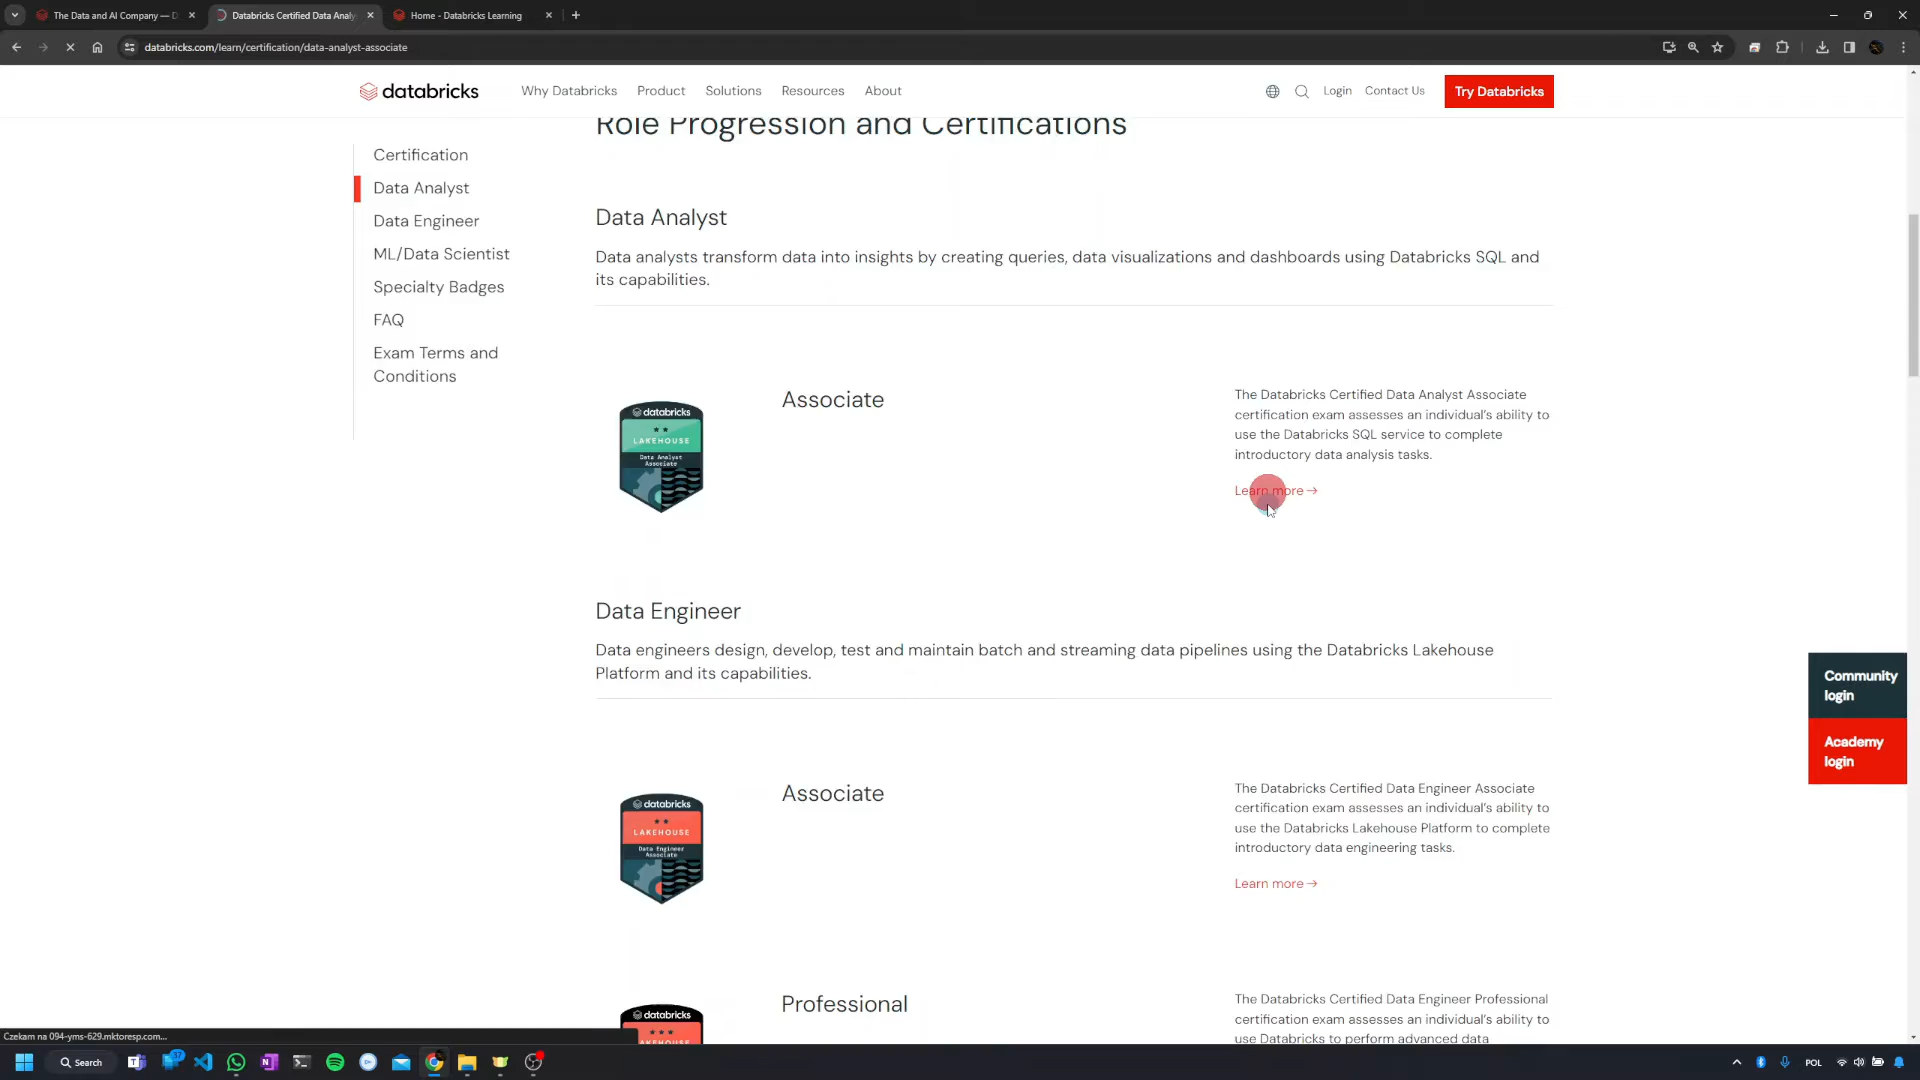 The Data and AI Company — D
Databricks Certified Data Analy
Home - Databricks Learning
databricks.com/learn/certification/data-analyst-associate
databricks
Why Databricks
Product
Solutions
Resources
About
Login
Contact Us
Try Databricks
Role Progression and Certifications
Certification
Data Analyst
Data Engineer
ML/Data Scientist
Specialty Badges
FAQ
Exam Terms and
Conditions
Data Analyst
Data analysts transform data into insights by creating queries, data visualizations and dashboards using Databricks SQL and
its capabilities.
databricks
LAKEHOUSE
Data Analyst
Associate
Associate
The Databricks Certified Data Analyst Associate
certification exam assesses an individual's ability to
use the Databricks SQL service to complete
introductory data analysis tasks.
Learn more →
Data Engineer
Data engineers design, develop, test and maintain batch and streaming data pipelines using the Databricks Lakehouse
Platform and its capabilities.
databricks
LAKEHOUSE
Data Engineer
Associate
Associate
The Databricks Certified Data Engineer Associate
certification exam assesses an individual's ability to
use the Databricks Lakehouse Platform to complete
introductory data engineering tasks.
Learn more →
databricks
LAKEHOUSE
Professional
The Databricks Certified Data Engineer Professional
certification exam assesses an individual's ability to
use Databricks to perform advanced data
Community
login
Academy
login
Czekam na 094-yms-629.mktoresp.com...
Search
37
POL